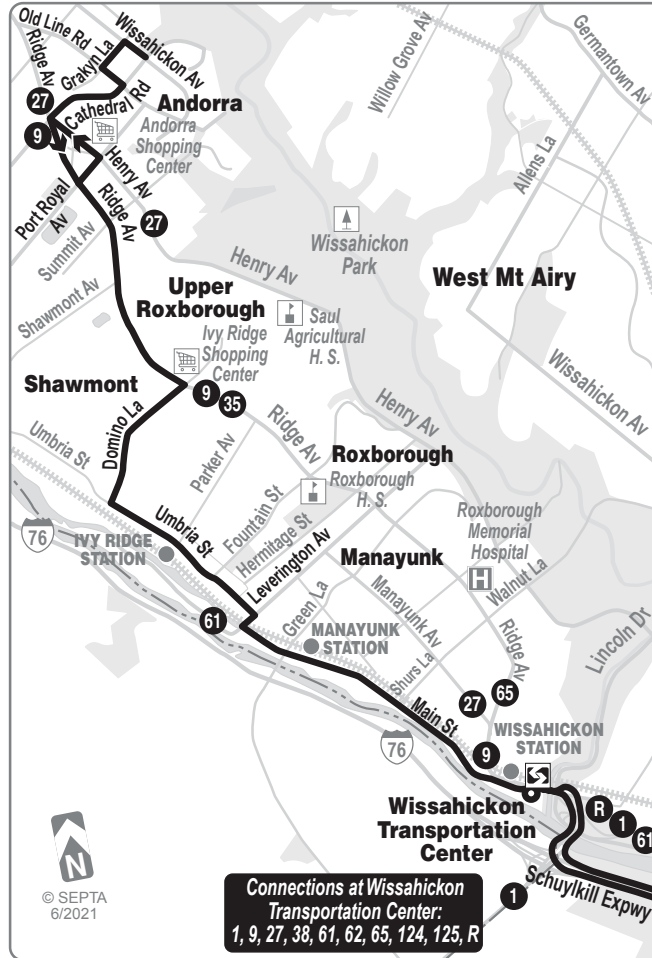 Old Line Rd
Ridge Av
Grakyn La
Wissahickon Av
Willow Grove Av
Germantown Av
27
9
Cathedral Rd
Andorra
Andorra
Shopping
Center
Allens La
Henry Av
Port Royal
Av
Ridge Av
27
Summit Av
Shawmont Av
Henry Av
Wissahickon
Park
West Mt Airy
Upper
Roxborough
Ivy Ridge
Shopping
Center
Saul
Agricultural
H. S.
Wissahickon Av
Shawmont
9
35
Domino La
Umbria St
Parker Av
Ridge Av
Henry Av
Roxborough
Roxborough
H. S.
76
IVY RIDGE
STATION
Umbria St
Fountain St
Hermitage St
Leverington Av
Manayunk
Roxborough
Memorial
Hospital
H
Walnut La
61
Green La
MANAYUNK
STATION
Manayunk Av
Ridge Av
Lincoln Dr
Shurs La
Main St
27
65
76
9
WISSAHICKON
STATION
Wissahickon
Transportation
Center
R
1
61
N
© SEPTA
6/2021
Connections at Wissahickon
Transportation Center:
1, 9, 27, 38, 61, 62, 65, 124, 125, R
1
Schuylkill Expwy